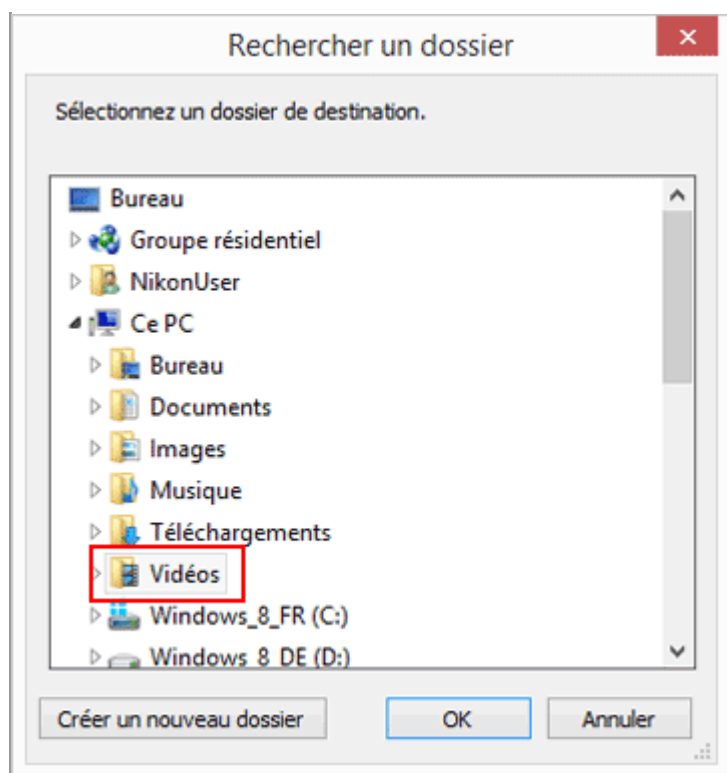 Rechercher un dossier
Sélectionnez un dossier de destination.
Bureau
Groupe résidentiel
NikonUser
Ce PC
Bureau
Documents
Images
Musique
Téléchargements
Vidéos
Windows_8_FR (C:)
Windows_8_DE (D:)
Créer un nouveau dossier OK Annuler